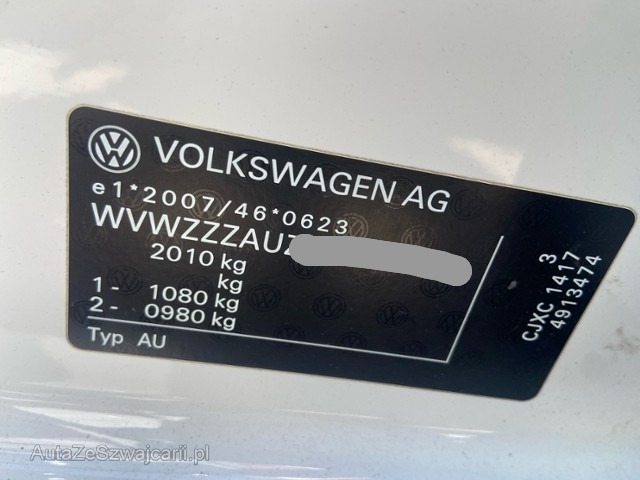 VOLKSWAGEN AG
e1*2007/46*0623
WVWZZZAUZ
2010 kg
kg
1 - 1080 kg
2 - 0980 kg
Typ AU
3
CJXC 1417
4913474
AutaZeSzwajcarii.pl